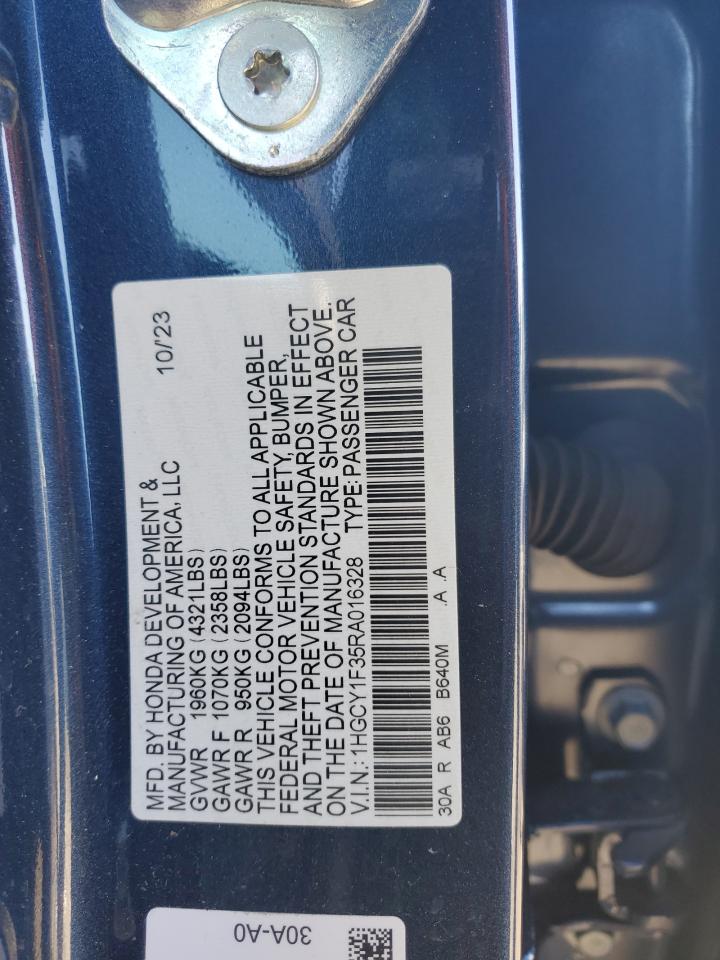 MFD. BY HONDA DEVELOPMENT & 10/'23
MANUFACTURING OF AMERICA, LLC
GVWR 1960KG (4321LBS)
GAWR F 1070KG (2358LBS)
GAWR R 950KG (2094LBS)
THIS VEHICLE CONFORMS TO ALL APPLICABLE
FEDERAL MOTOR VEHICLE SAFETY, BUMPER,
AND THEFT PREVENTION STANDARDS IN EFFECT
ON THE DATE OF MANUFACTURE SHOWN ABOVE.
V.I.N.: 1HGCY1F35RA016328 TYPE: PASSENGER CAR
30A R AB6 B640M .A .A
30A-A0